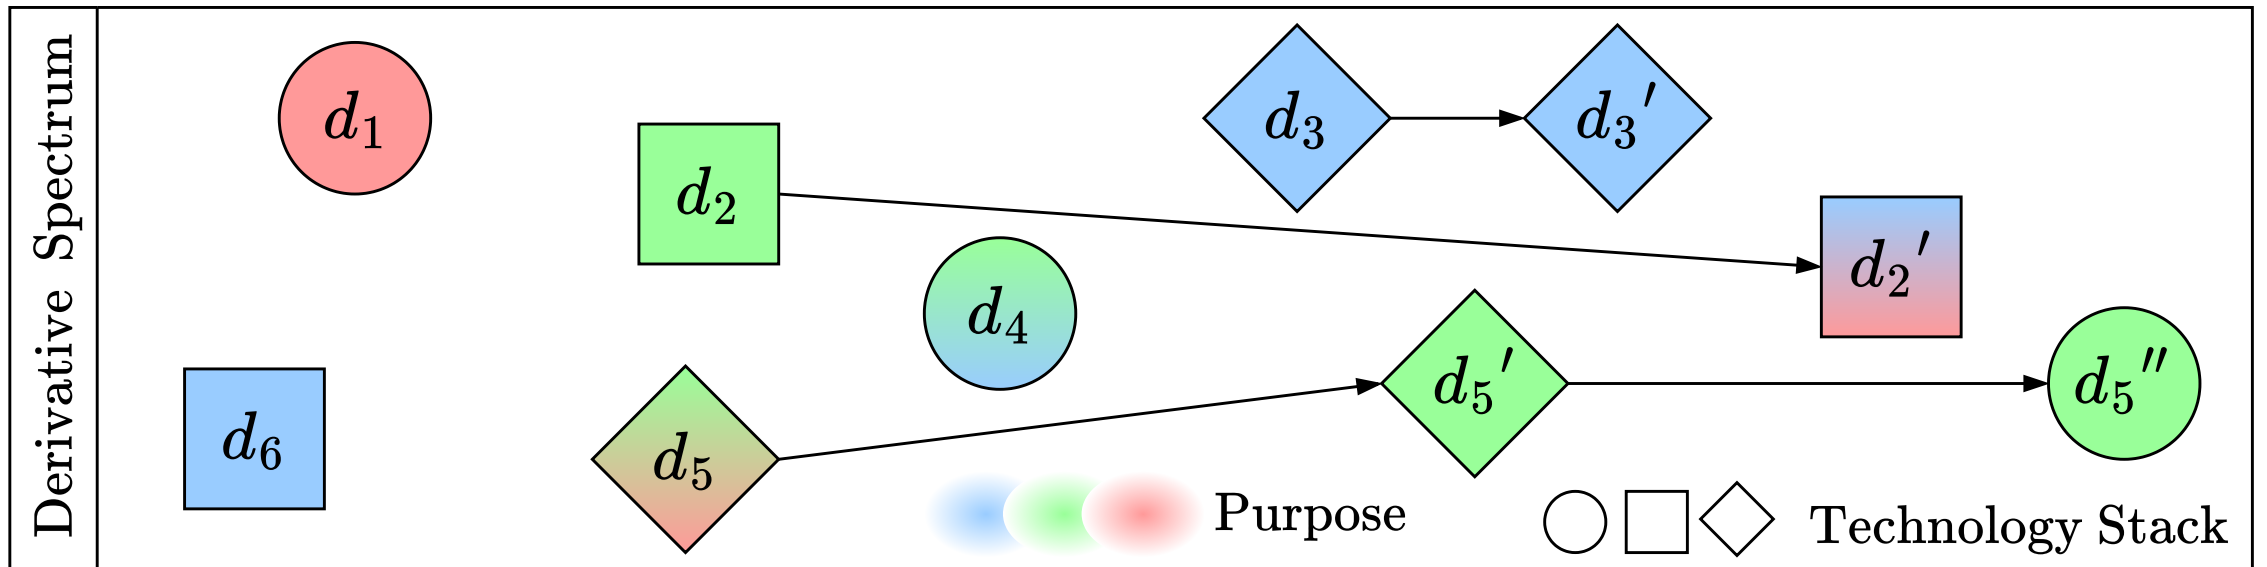 Derivative Spectrum
d₁
d₂
d₃
d₃′
d₂′
d₄
d₅′
d₅″
d₆
d₅
Purpose
Technology Stack